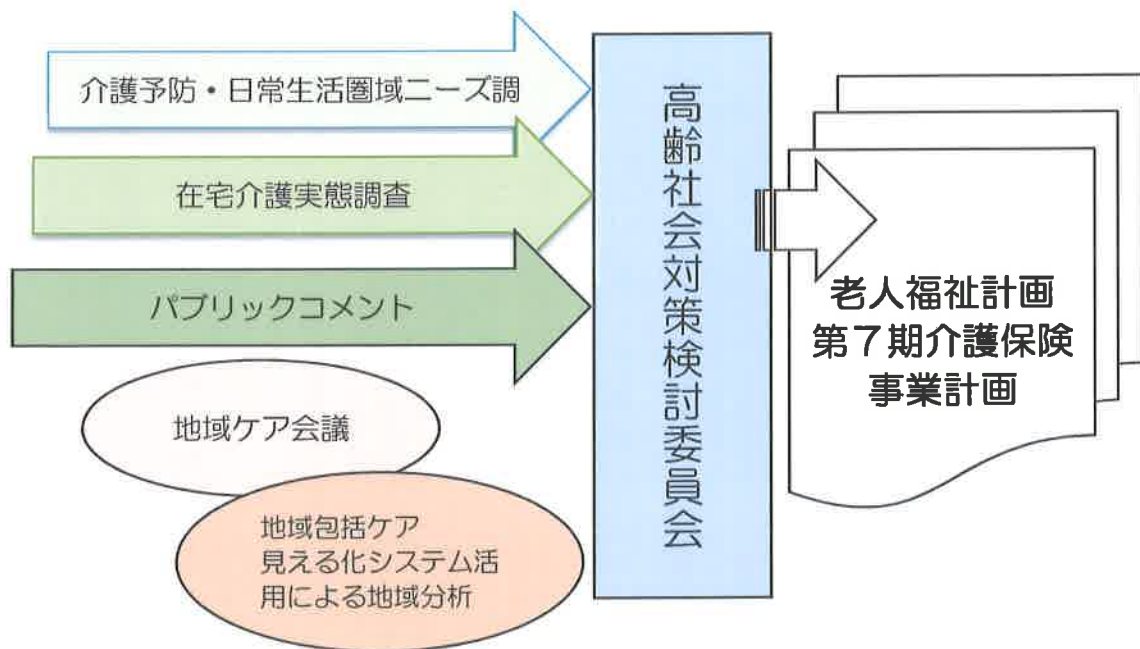 介護予防・日常生活圏域ニーズ調
在宅介護実態調査
パブリックコメント
地域ケア会議
地域包括ケア
見える化システム活
用による地域分析
高齢社会対策検討委員会
老人福祉計画
第7期介護保険
事業計画